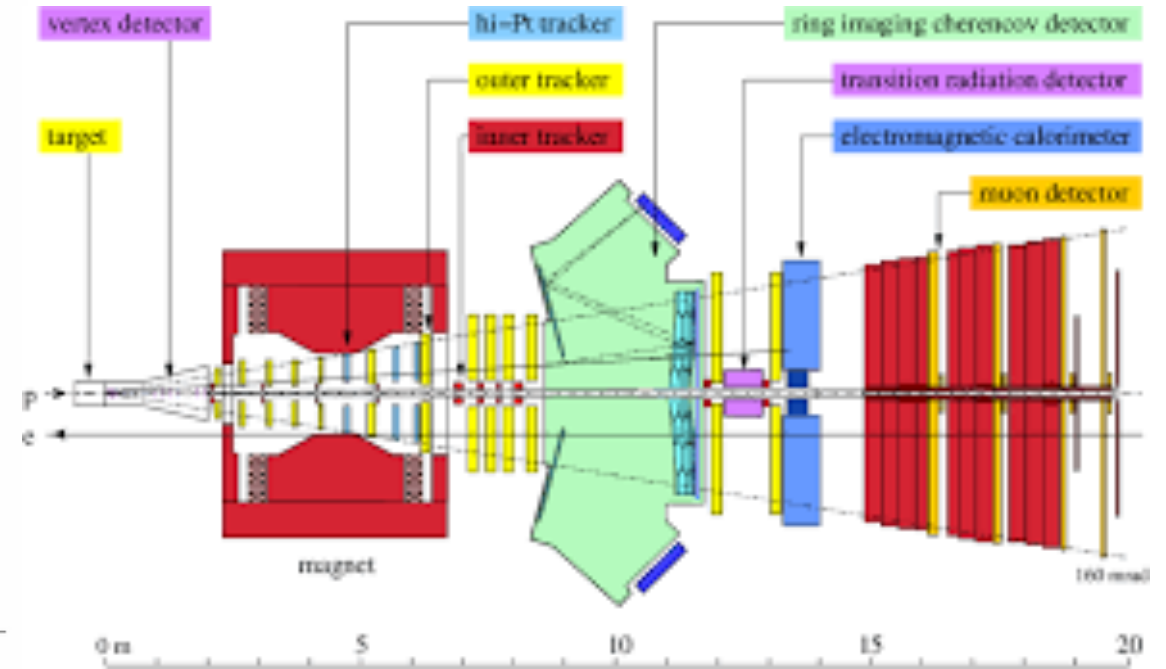 vertex detector
hi-Pt tracker
ring imaging cherencov detector
outer tracker
transition radiation detector
target
inner tracker
electromagnetic calorimeter
muon detector
p
e
magnet
160 mrad
0 m 5 10 15 20